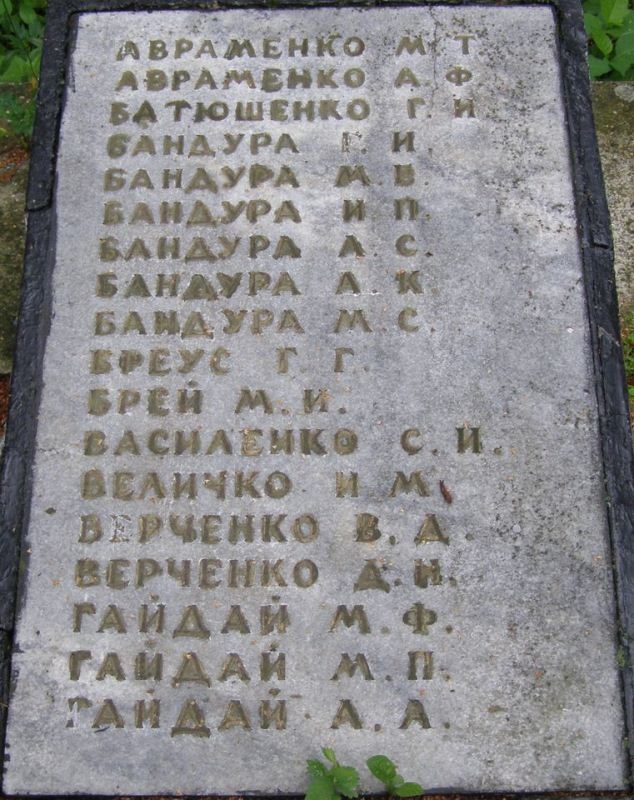 АВРАМЕНКО М.Т
АВРАМЕНКО А.Ф
БАТЮШЕНКО Г.И
БАНДУРА Г.И.
БАНДУРА М.В.
БАНДУРА И.П.
БАНДУРА А.С.
БАНДУРА А.К.
БАНДУРА М.С.
БРЕУС Г.Г.
БРЕЙ М.И.
ВАСИЛЕНКО С.И.
ВЕЛИЧКО И М.
ВЕРЧЕНКО В.Д.
ВЕРЧЕНКО Д.Н.
ГАЙДАЙ М.Ф.
ГАЙДАЙ М.П.
ГАЙДАЙ А.А.